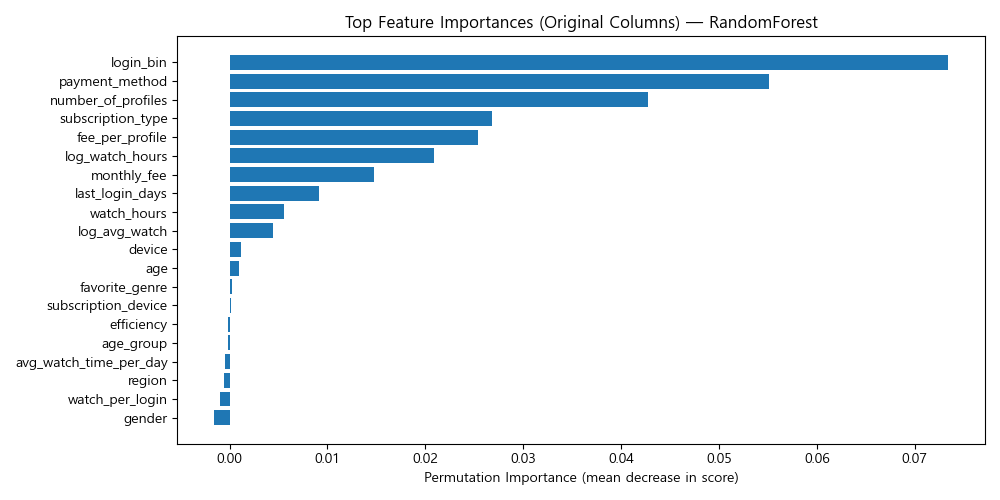 Top Feature Importances (Original Columns) — RandomForest
login_bin
payment_method
number_of_profiles
subscription_type
fee_per_profile
log_watch_hours
monthly_fee
last_login_days
watch_hours
log_avg_watch
device
age
favorite_genre
subscription_device
efficiency
age_group
avg_watch_time_per_day
region
watch_per_login
gender
0.00 0.01 0.02 0.03 0.04 0.05 0.06 0.07
Permutation Importance (mean decrease in score)